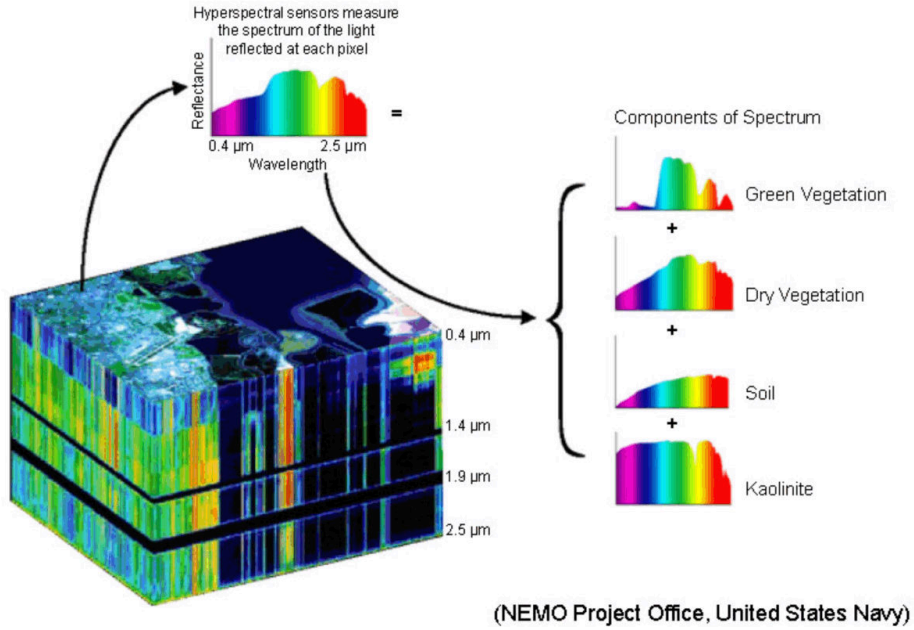 Hyperspectral sensors measure
the spectrum of the light
reflected at each pixel
Reflectance
=
0.4 µm 2.5 µm
Wavelength
Components of Spectrum
Green Vegetation
+
Dry Vegetation
+
Soil
+
Kaolinite
0.4 µm
1.4 µm
1.9 µm
2.5 µm
(NEMO Project Office, United States Navy)